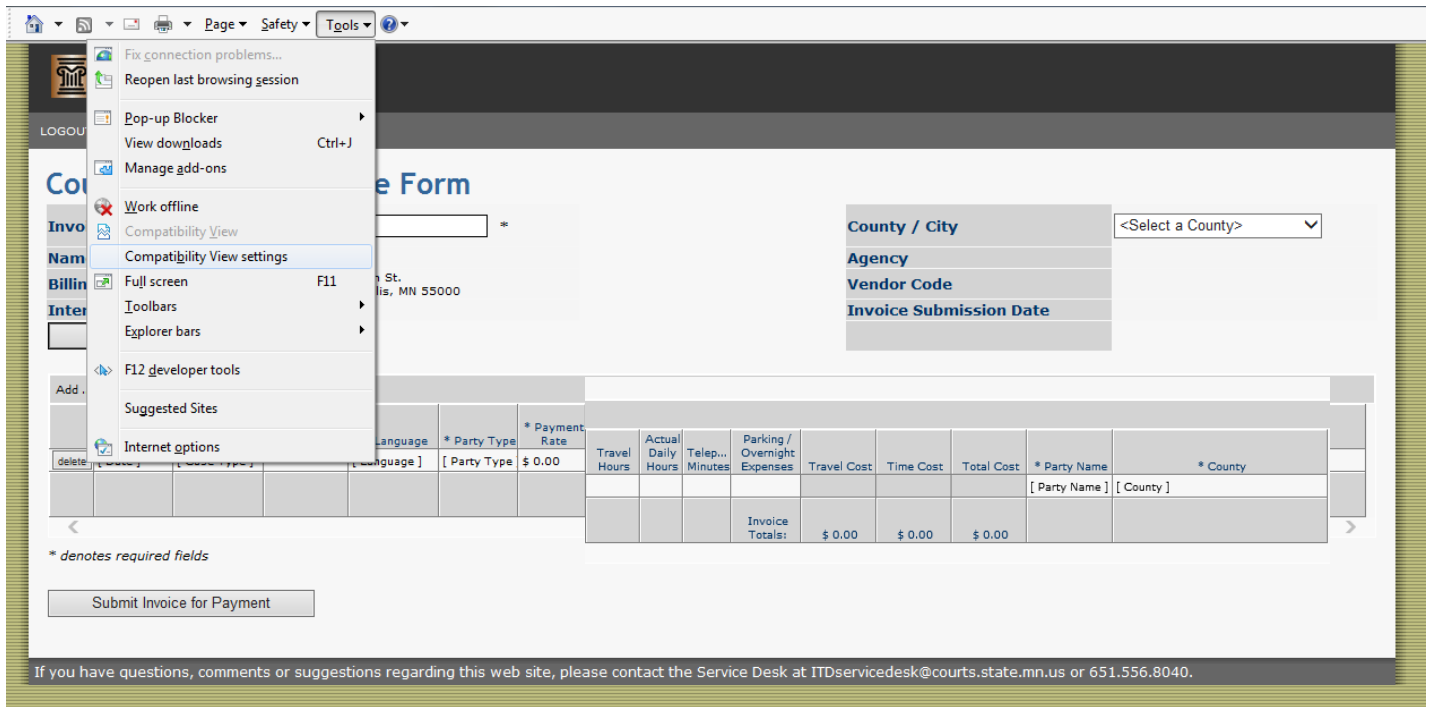 Page Safety Tools
Fix connection problems...
Reopen last browsing session
Pop-up Blocker
View downloads Ctrl+J
Manage add-ons
Work offline
Compatibility View
Compatibility View settings
Full screen F11
Toolbars
Explorer bars
F12 developer tools
Suggested Sites
Internet options
LOGOU
Cou e Form
Invo *
Nam
Billin St.
lis, MN 55000
Inter
County / City <Select a County>
Agency
Vendor Code
Invoice Submission Date
Add
Language * Party Type * Payment Rate
Travel Hours Actual Daily Hours Telep... Minutes Parking / Overnight Expenses Travel Cost Time Cost Total Cost * Party Name * County
delete [ Date ] [ Case Type ] [ Language ] [ Party Type $ 0.00
[ Party Name ] [ County ]
Invoice Totals: $ 0.00 $ 0.00 $ 0.00
* denotes required fields
Submit Invoice for Payment
If you have questions, comments or suggestions regarding this web site, please contact the Service Desk at ITDservicedesk@courts.state.mn.us or 651.556.8040.